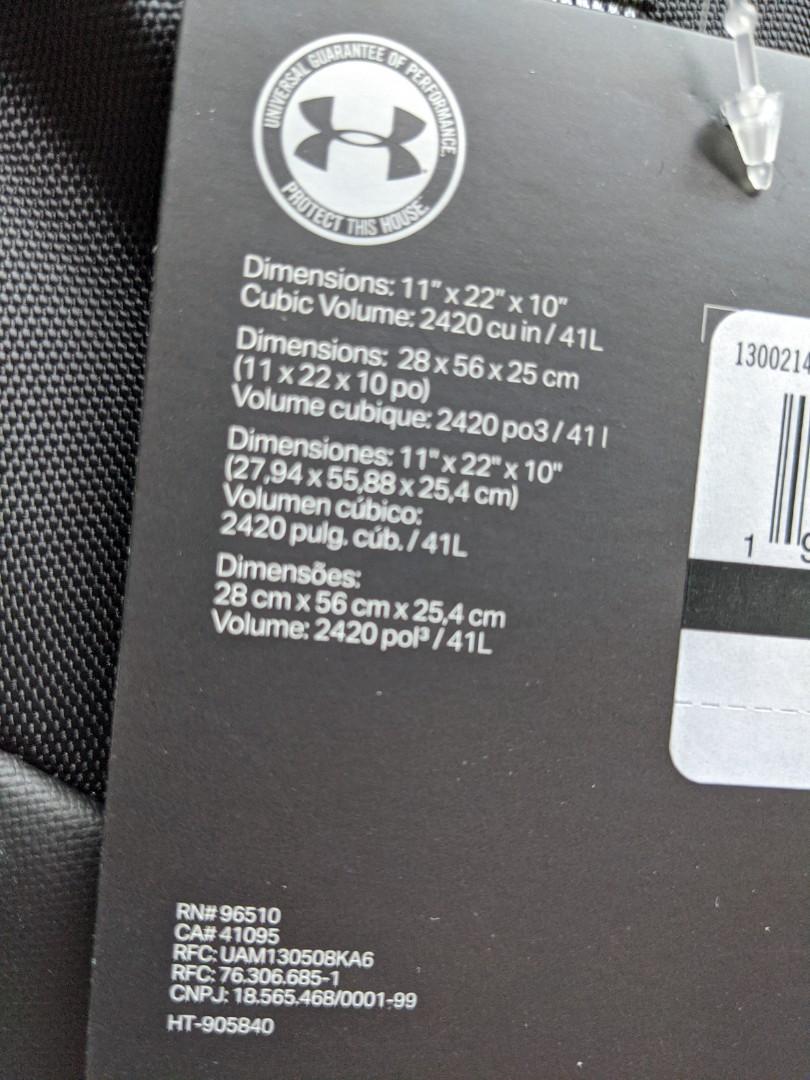 UNIVERSAL GUARANTEE OF PERFORMANCE.
PROTECT THIS HOUSE.
Dimensions: 11" x 22" x 10"
Cubic Volume: 2420 cu in / 41L
Dimensions: 28 x 56 x 25 cm
(11 x 22 x 10 po)
Volume cubique: 2420 po3 / 41 l
Dimensiones: 11" x 22" x 10"
(27,94 x 55,88 x 25,4 cm)
Volumen cúbico:
2420 pulg. cúb. / 41L
Dimensões:
28 cm x 56 cm x 25,4 cm
Volume: 2420 pol³ / 41L
1300214
1
RN# 96510
CA# 41095
RFC: UAM130508KA6
RFC: 76.306.685-1
CNPJ: 18.565.468/0001-99
HT-905840